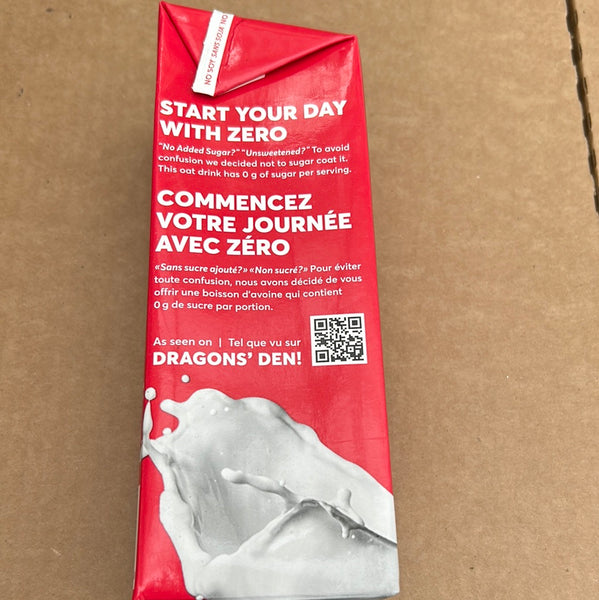 NO SOY SANS SOJA NO
START YOUR DAY
WITH ZERO
"No Added Sugar?" "Unsweetened?" To avoid
confusion we decided not to sugar coat it.
This oat drink has 0 g of sugar per serving.
COMMENCEZ
VOTRE JOURNÉE
AVEC ZÉRO
«Sans sucre ajouté?» «Non sucré?» Pour éviter
toute confusion, nous avons décidé de vous
offrir une boisson d'avoine qui contient
0 g de sucre par portion.
As seen on | Tel que vu sur
DRAGONS' DEN!